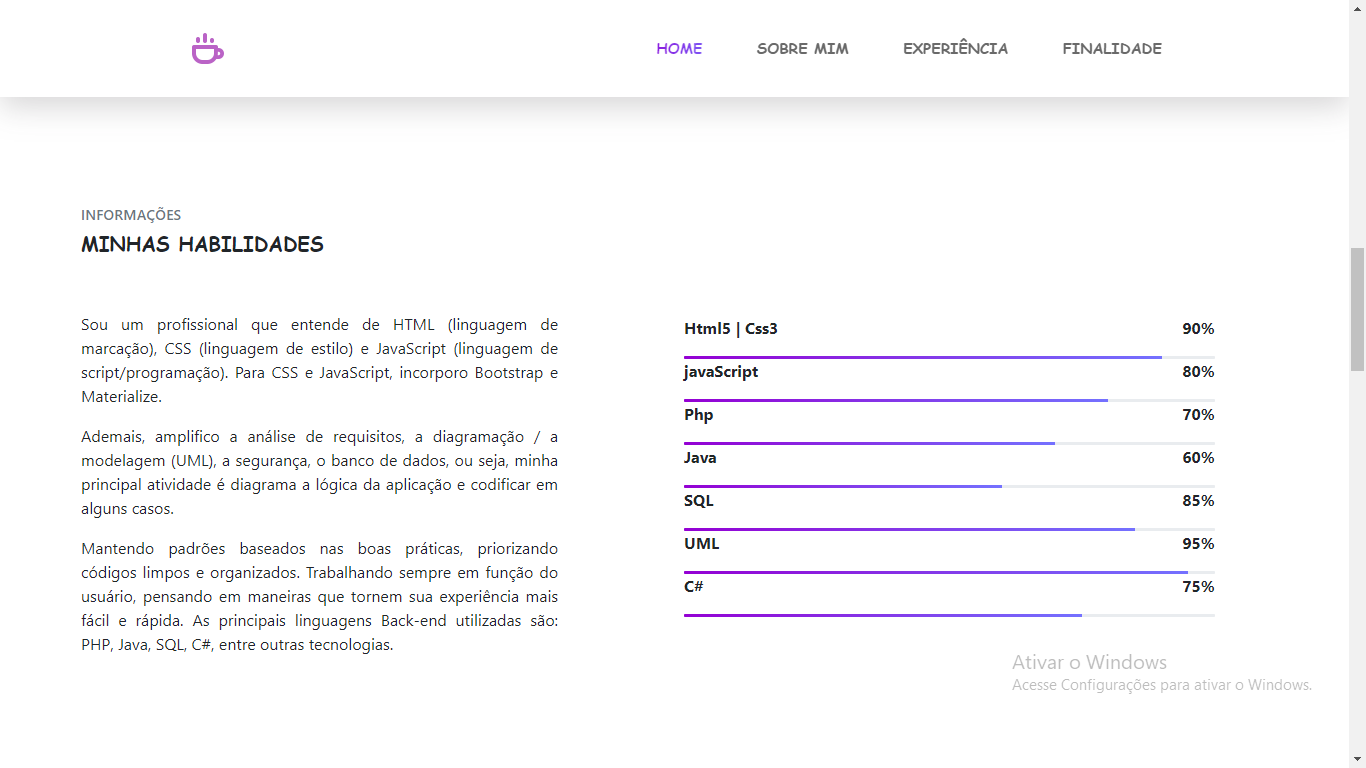 HOME SOBRE MIM EXPERIÊNCIA FINALIDADE
INFORMAÇÕES
MINHAS HABILIDADES
Sou um profissional que entende de HTML (linguagem de
marcação), CSS (linguagem de estilo) e JavaScript (linguagem de
script/programação). Para CSS e JavaScript, incorporo Bootstrap e
Materialize.
Ademais, amplifico a análise de requisitos, a diagramação / a
modelagem (UML), a segurança, o banco de dados, ou seja, minha
principal atividade é diagrama a lógica da aplicação e codificar em
alguns casos.
Mantendo padrões baseados nas boas práticas, priorizando
códigos limpos e organizados. Trabalhando sempre em função do
usuário, pensando em maneiras que tornem sua experiência mais
fácil e rápida. As principais linguagens Back-end utilizadas são:
PHP, Java, SQL, C#, entre outras tecnologias.
Html5 | Css3 90%
javaScript 80%
Php 70%
Java 60%
SQL 85%
UML 95%
C# 75%
Ativar o Windows
Acesse Configurações para ativar o Windows.